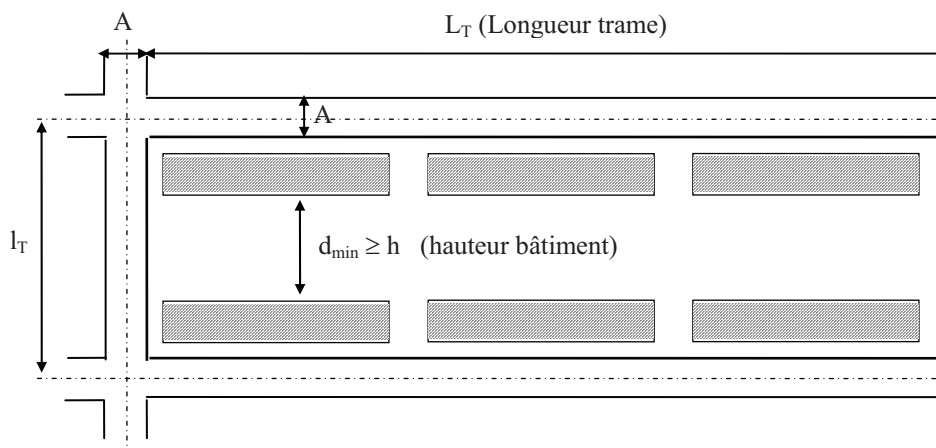 A
L_T (Longueur trame)
A
l_T
d_min ≥ h (hauteur bâtiment)